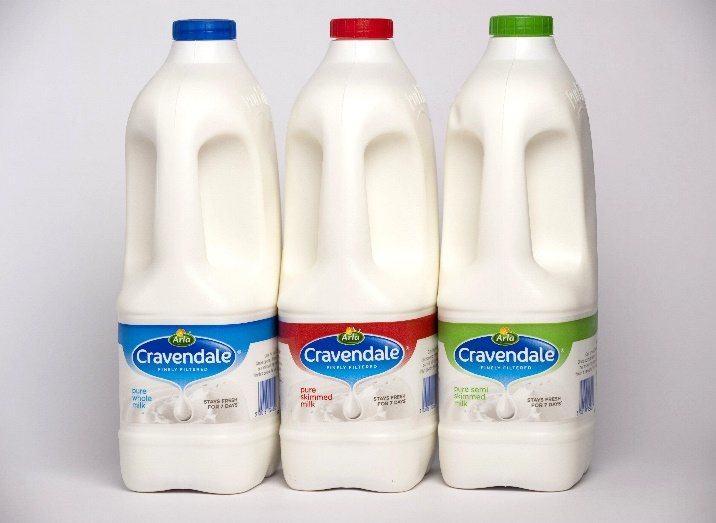 Arla
Cravendale
FINELY FILTERED
pure
whole
milk
STAYS FRESH
FOR 7 DAYS
Arla
Cravendale
FINELY FILTERED
pure
skimmed
milk
STAYS FRESH
FOR 7 DAYS
Arla
Cravendale
FINELY FILTERED
pure semi
skimmed
milk
STAYS FRESH
FOR 7 DAYS